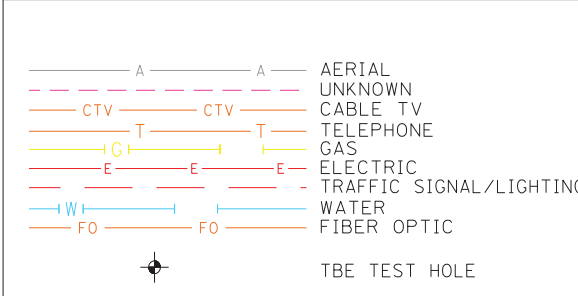 A A AERIAL
UNKNOWN
CTV CTV CABLE TV
T T TELEPHONE
G GAS
E E E ELECTRIC
TRAFFIC SIGNAL/LIGHTING
W WATER
FO FO FIBER OPTIC
TBE TEST HOLE